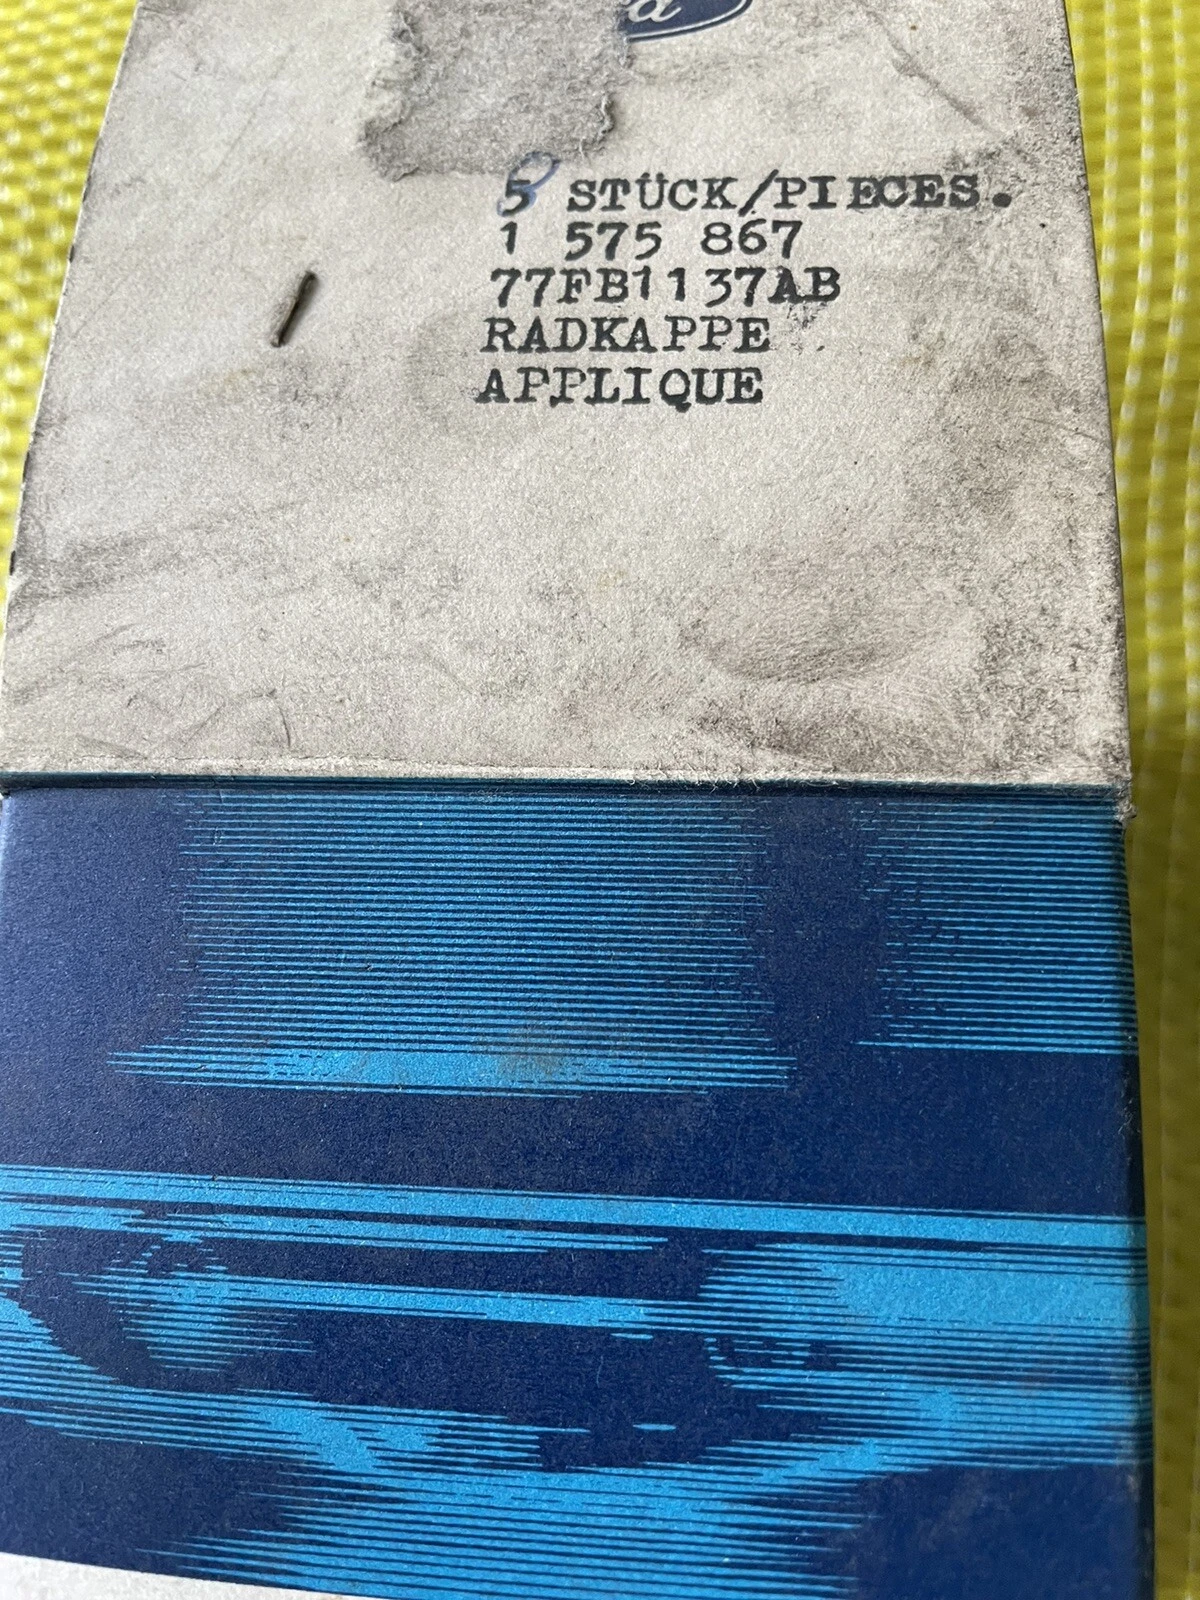 5 STÜCK/PIECES.
1 575 867
77FB1137AB
RADKAPPE
APPLIQUE